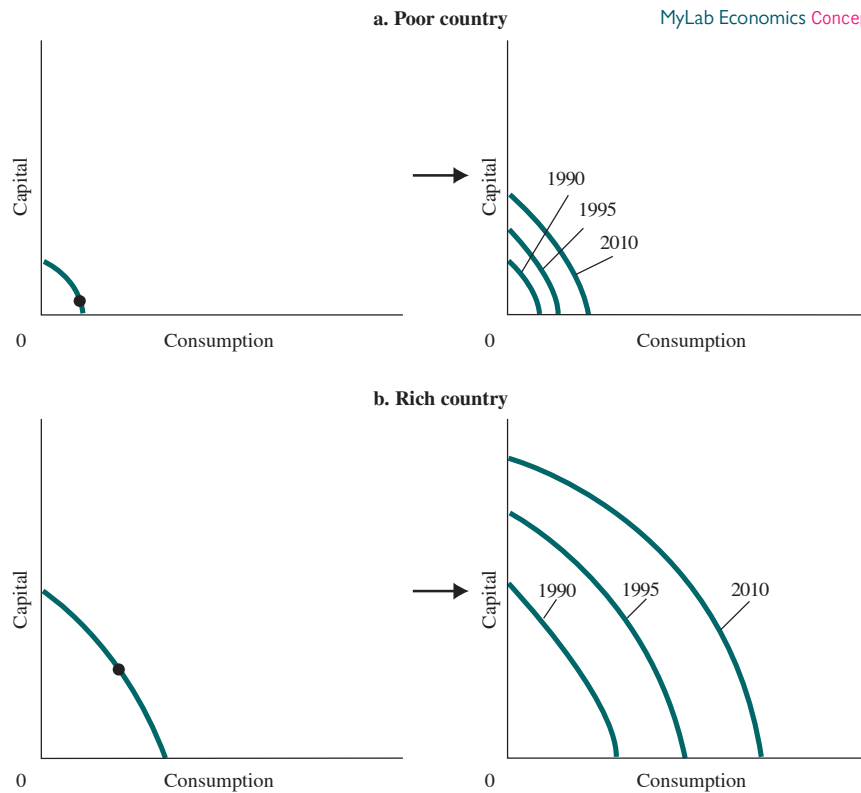 a. Poor country
MyLab Economics
Capital
0
Consumption
Capital
1990
1995
2010
0
Consumption
b. Rich country
Capital
0
Consumption
Capital
1990
1995
2010
0
Consumption